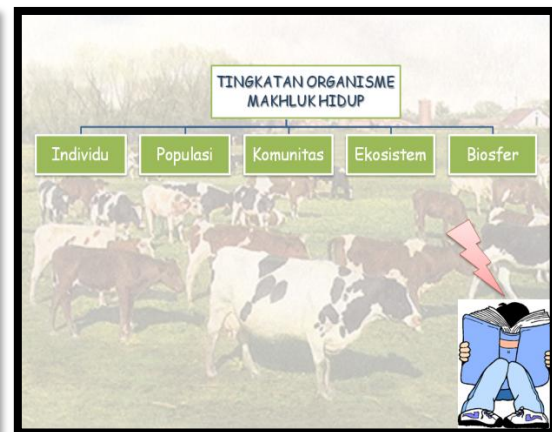 TINGKATAN ORGANISME
MAKHLUK HIDUP
Individu
Populasi
Komunitas
Ekosistem
Biosfer